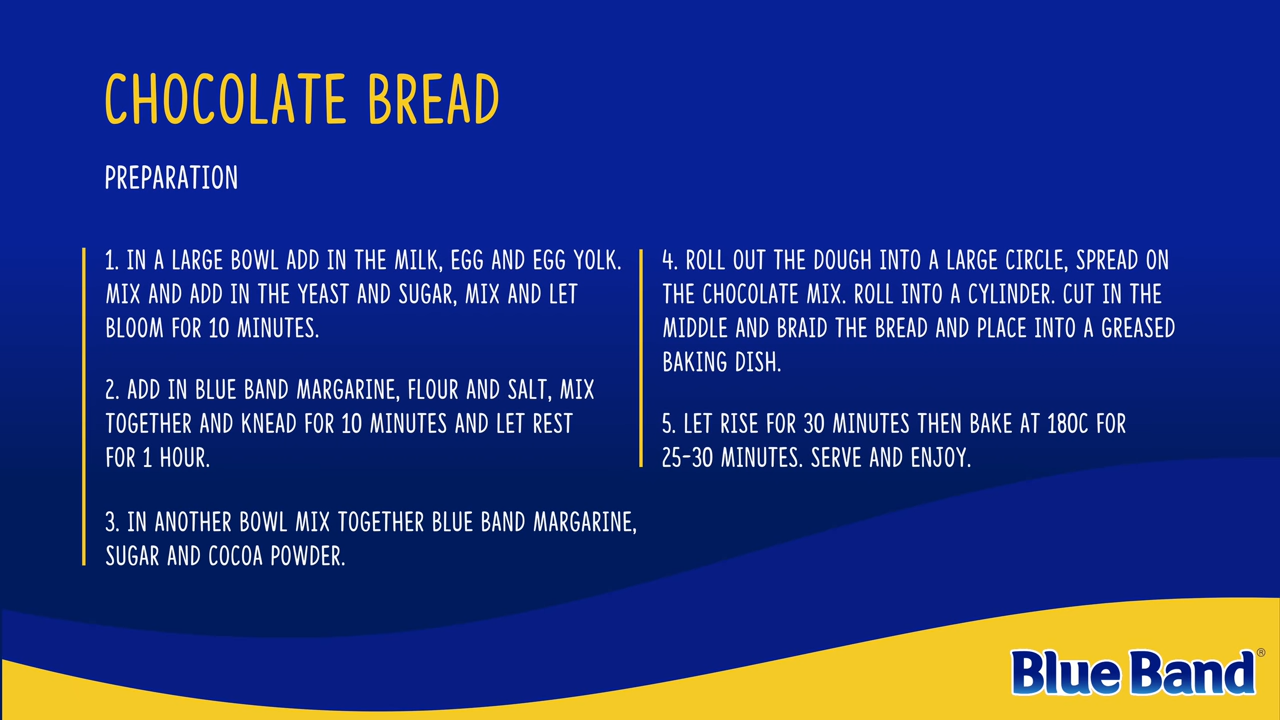 CHOCOLATE BREAD
PREPARATION
1. IN A LARGE BOWL ADD IN THE MILK, EGG AND EGG YOLK.
MIX AND ADD IN THE YEAST AND SUGAR, MIX AND LET
BLOOM FOR 10 MINUTES.
2. ADD IN BLUE BAND MARGARINE, FLOUR AND SALT, MIX
TOGETHER AND KNEAD FOR 10 MINUTES AND LET REST
FOR 1 HOUR.
3. IN ANOTHER BOWL MIX TOGETHER BLUE BAND MARGARINE,
SUGAR AND COCOA POWDER.
4. ROLL OUT THE DOUGH INTO A LARGE CIRCLE, SPREAD ON
THE CHOCOLATE MIX. ROLL INTO A CYLINDER. CUT IN THE
MIDDLE AND BRAID THE BREAD AND PLACE INTO A GREASED
BAKING DISH.
5. LET RISE FOR 30 MINUTES THEN BAKE AT 180C FOR
25-30 MINUTES. SERVE AND ENJOY.
Blue Band®